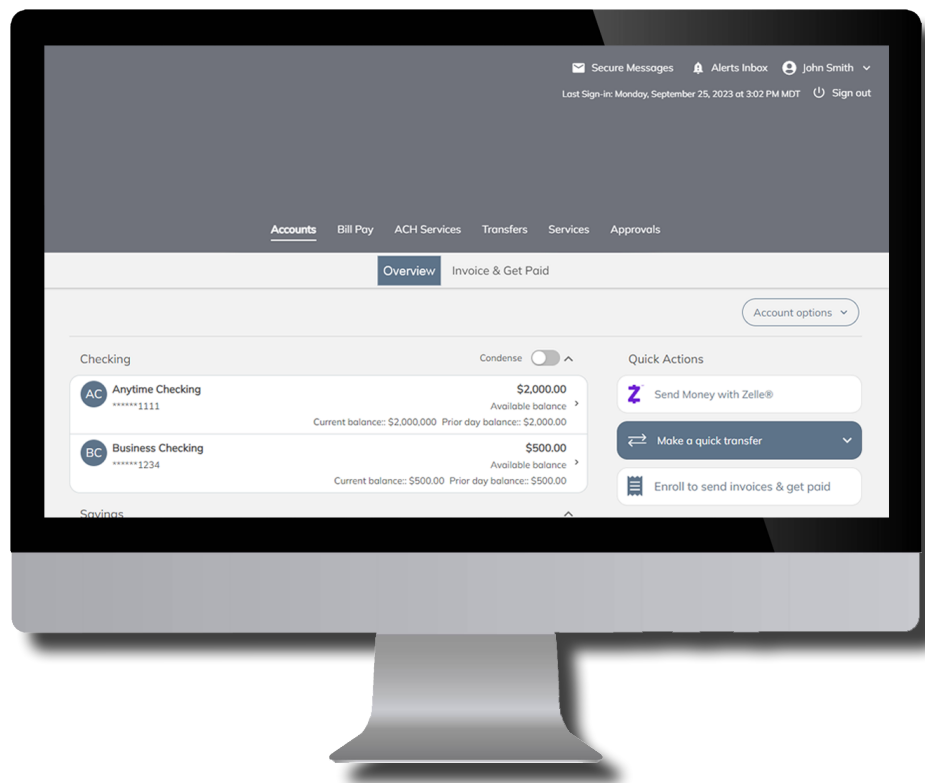 Secure Messages Alerts Inbox John Smith
Last Sign-in: Monday, September 25, 2023 at 3:02 PM MDT Sign out
Accounts Bill Pay ACH Services Transfers Services Approvals
Overview Invoice & Get Paid
Account options
Checking Condense
AC Anytime Checking $2,000.00
******1111 Available balance
Current balance:: $2,000,000 Prior day balance:: $2,000.00
BC Business Checking $500.00
******1234 Available balance
Current balance:: $500.00 Prior day balance:: $500.00
Savings
Quick Actions
Send Money with Zelle®
Make a quick transfer
Enroll to send invoices & get paid